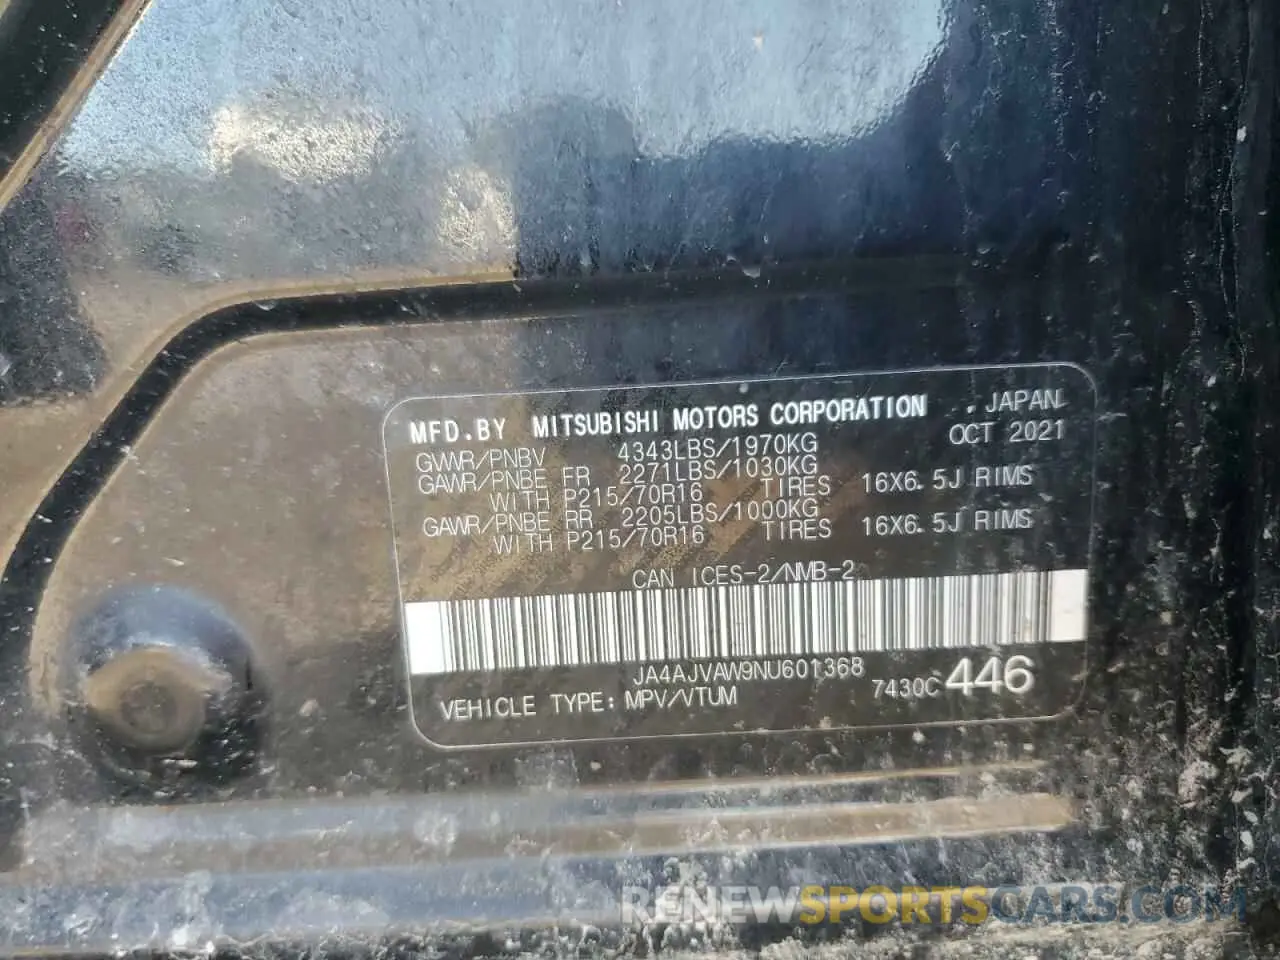 MFD.BY MITSUBISHI MOTORS CORPORATION . JAPAN
GVWR/PNBV 4343LBS/1970KG OCT 2021
GAWR/PNBE FR 2271LBS/1030KG
WITH P215/70R16 TIRES 16X6.5J RIMS
GAWR/PNBE RR 2205LBS/1000KG
WITH P215/70R16 TIRES 16X6.5J RIMS
CAN ICES-2/NMB-2
JA4AJVAW9NU601368
VEHICLE TYPE: MPV/VTUM 7430C 446
RENEWSPORTSCARS.COM